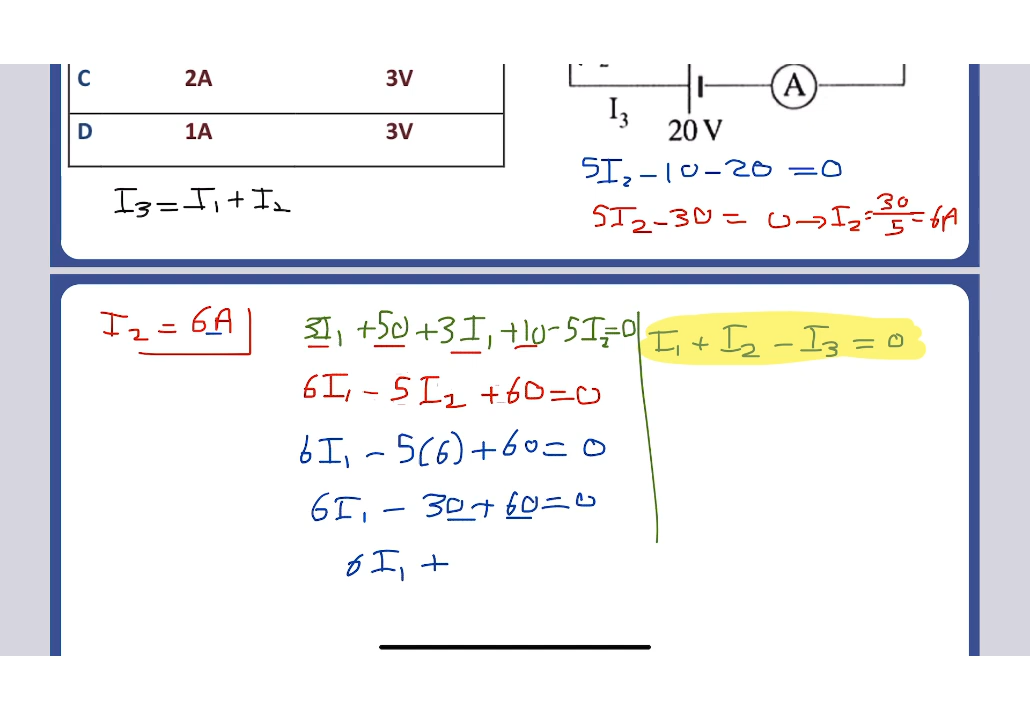 C 2A 3V
D 1A 3V
A
I₃
20 V
5I₂ - 10 - 20 = 0
I₃ = I₁ + I₂
5I₂ - 30 = 0 → I₂ = 30/5 = 6A
I₂ = 6A
3I₁ + 50 + 3I₁ + 10 - 5I₂ = 0
I₁ + I₂ - I₃ = 0
6I₁ - 5I₂ + 60 = 0
6I₁ - 5(6) + 60 = 0
6I₁ - 30 + 60 = 0
6I₁ +